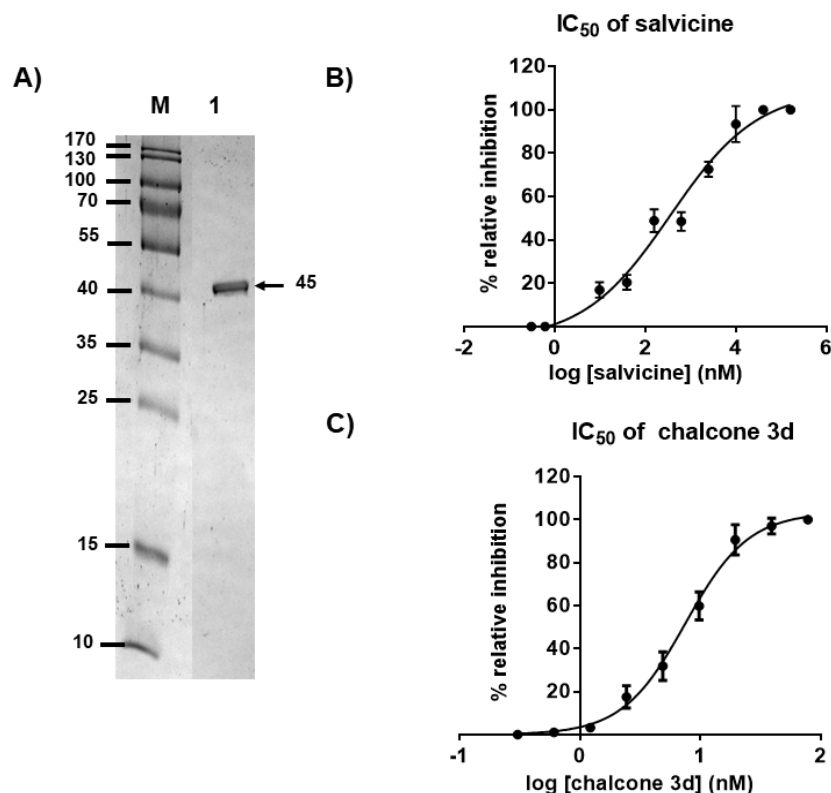 A)
M 1
170
130
100
70
55
40
35
25
15
10
45
B)
IC50 of salvicine
% relative inhibition
120
100
80
60
40
20
-2 0 2 4 6
log [salvicine] (nM)
C)
IC50 of chalcone 3d
% relative inhibition
120
100
80
60
40
20
-1 0 1 2
log [chalcone 3d] (nM)